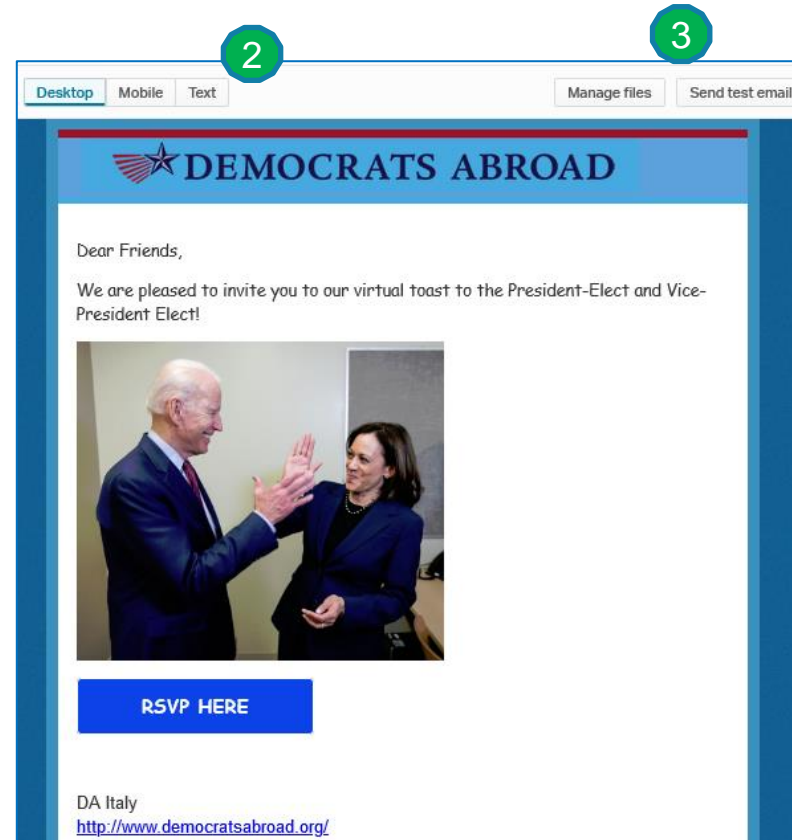 2
3
Desktop Mobile Text Manage files Send test email
DEMOCRATS ABROAD
Dear Friends,
We are pleased to invite you to our virtual toast to the President-Elect and Vice-
President Elect!
RSVP HERE
DA Italy
http://www.democratsabroad.org/